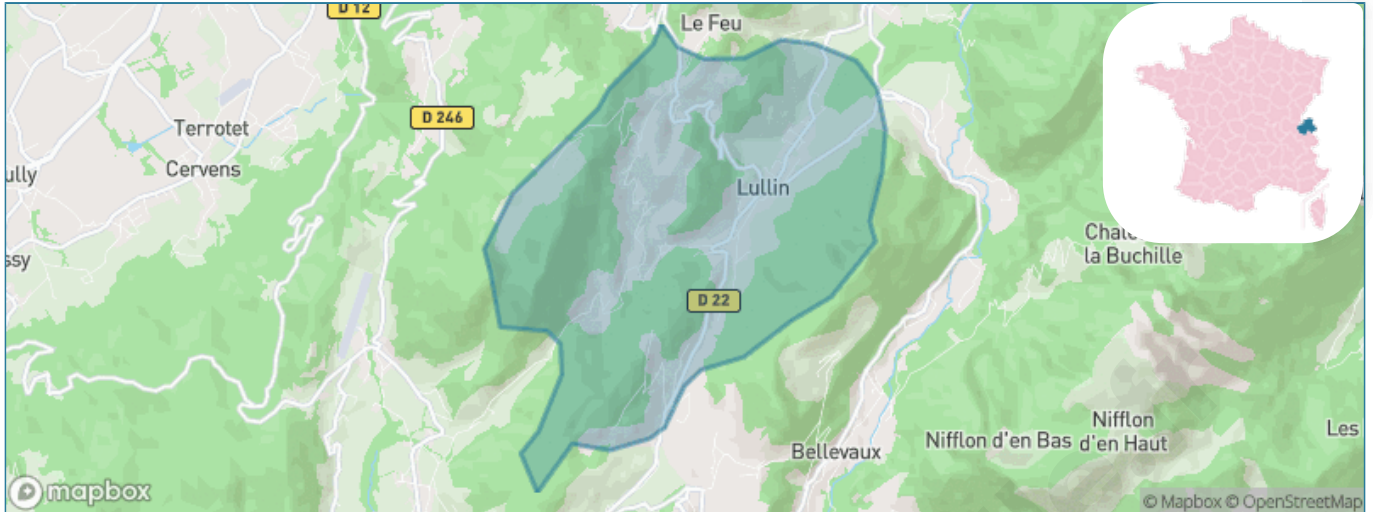 D 12
Le Feu
D 246
Terrotet
Cervens
ully
Lullin
ssy
Chale
la Buchille
D 22
Nifflon
d'en Haut
Nifflon d'en Bas
Les
Bellevaux
mapbox
© Mapbox © OpenStreetMap